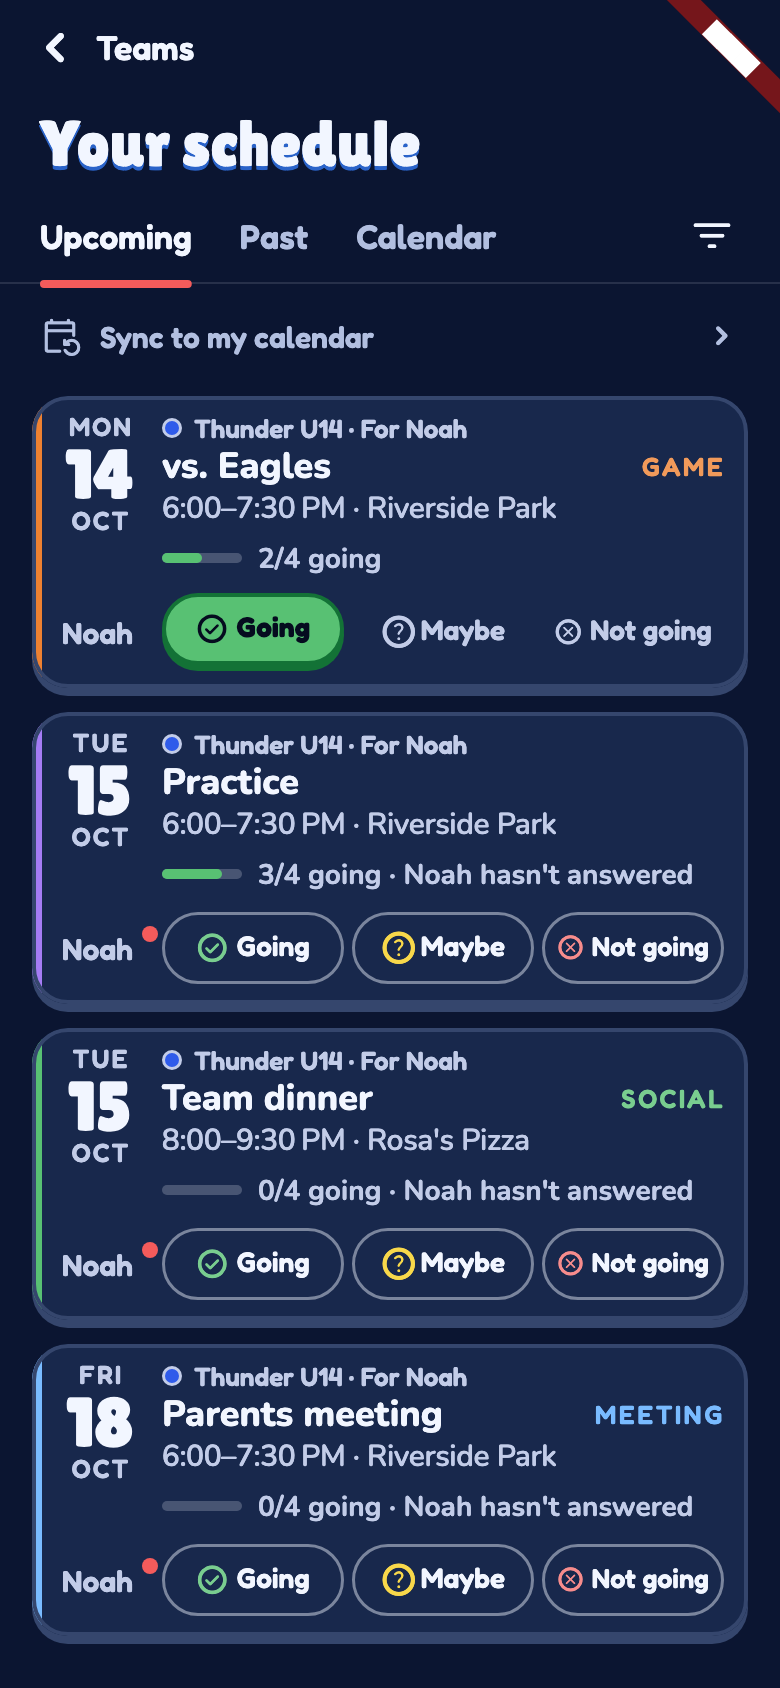 Teams
Your schedule
Upcoming Past Calendar
Sync to my calendar
MON
14
OCT
Thunder U14 · For Noah
vs. Eagles
GAME
6:00–7:30 PM · Riverside Park
2/4 going
Noah
Going
Maybe
Not going
TUE
15
OCT
Thunder U14 · For Noah
Practice
6:00–7:30 PM · Riverside Park
3/4 going · Noah hasn't answered
Noah
Going
Maybe
Not going
TUE
15
OCT
Thunder U14 · For Noah
Team dinner
SOCIAL
8:00–9:30 PM · Rosa's Pizza
0/4 going · Noah hasn't answered
Noah
Going
Maybe
Not going
FRI
18
OCT
Thunder U14 · For Noah
Parents meeting
MEETING
6:00–7:30 PM · Riverside Park
0/4 going · Noah hasn't answered
Noah
Going
Maybe
Not going